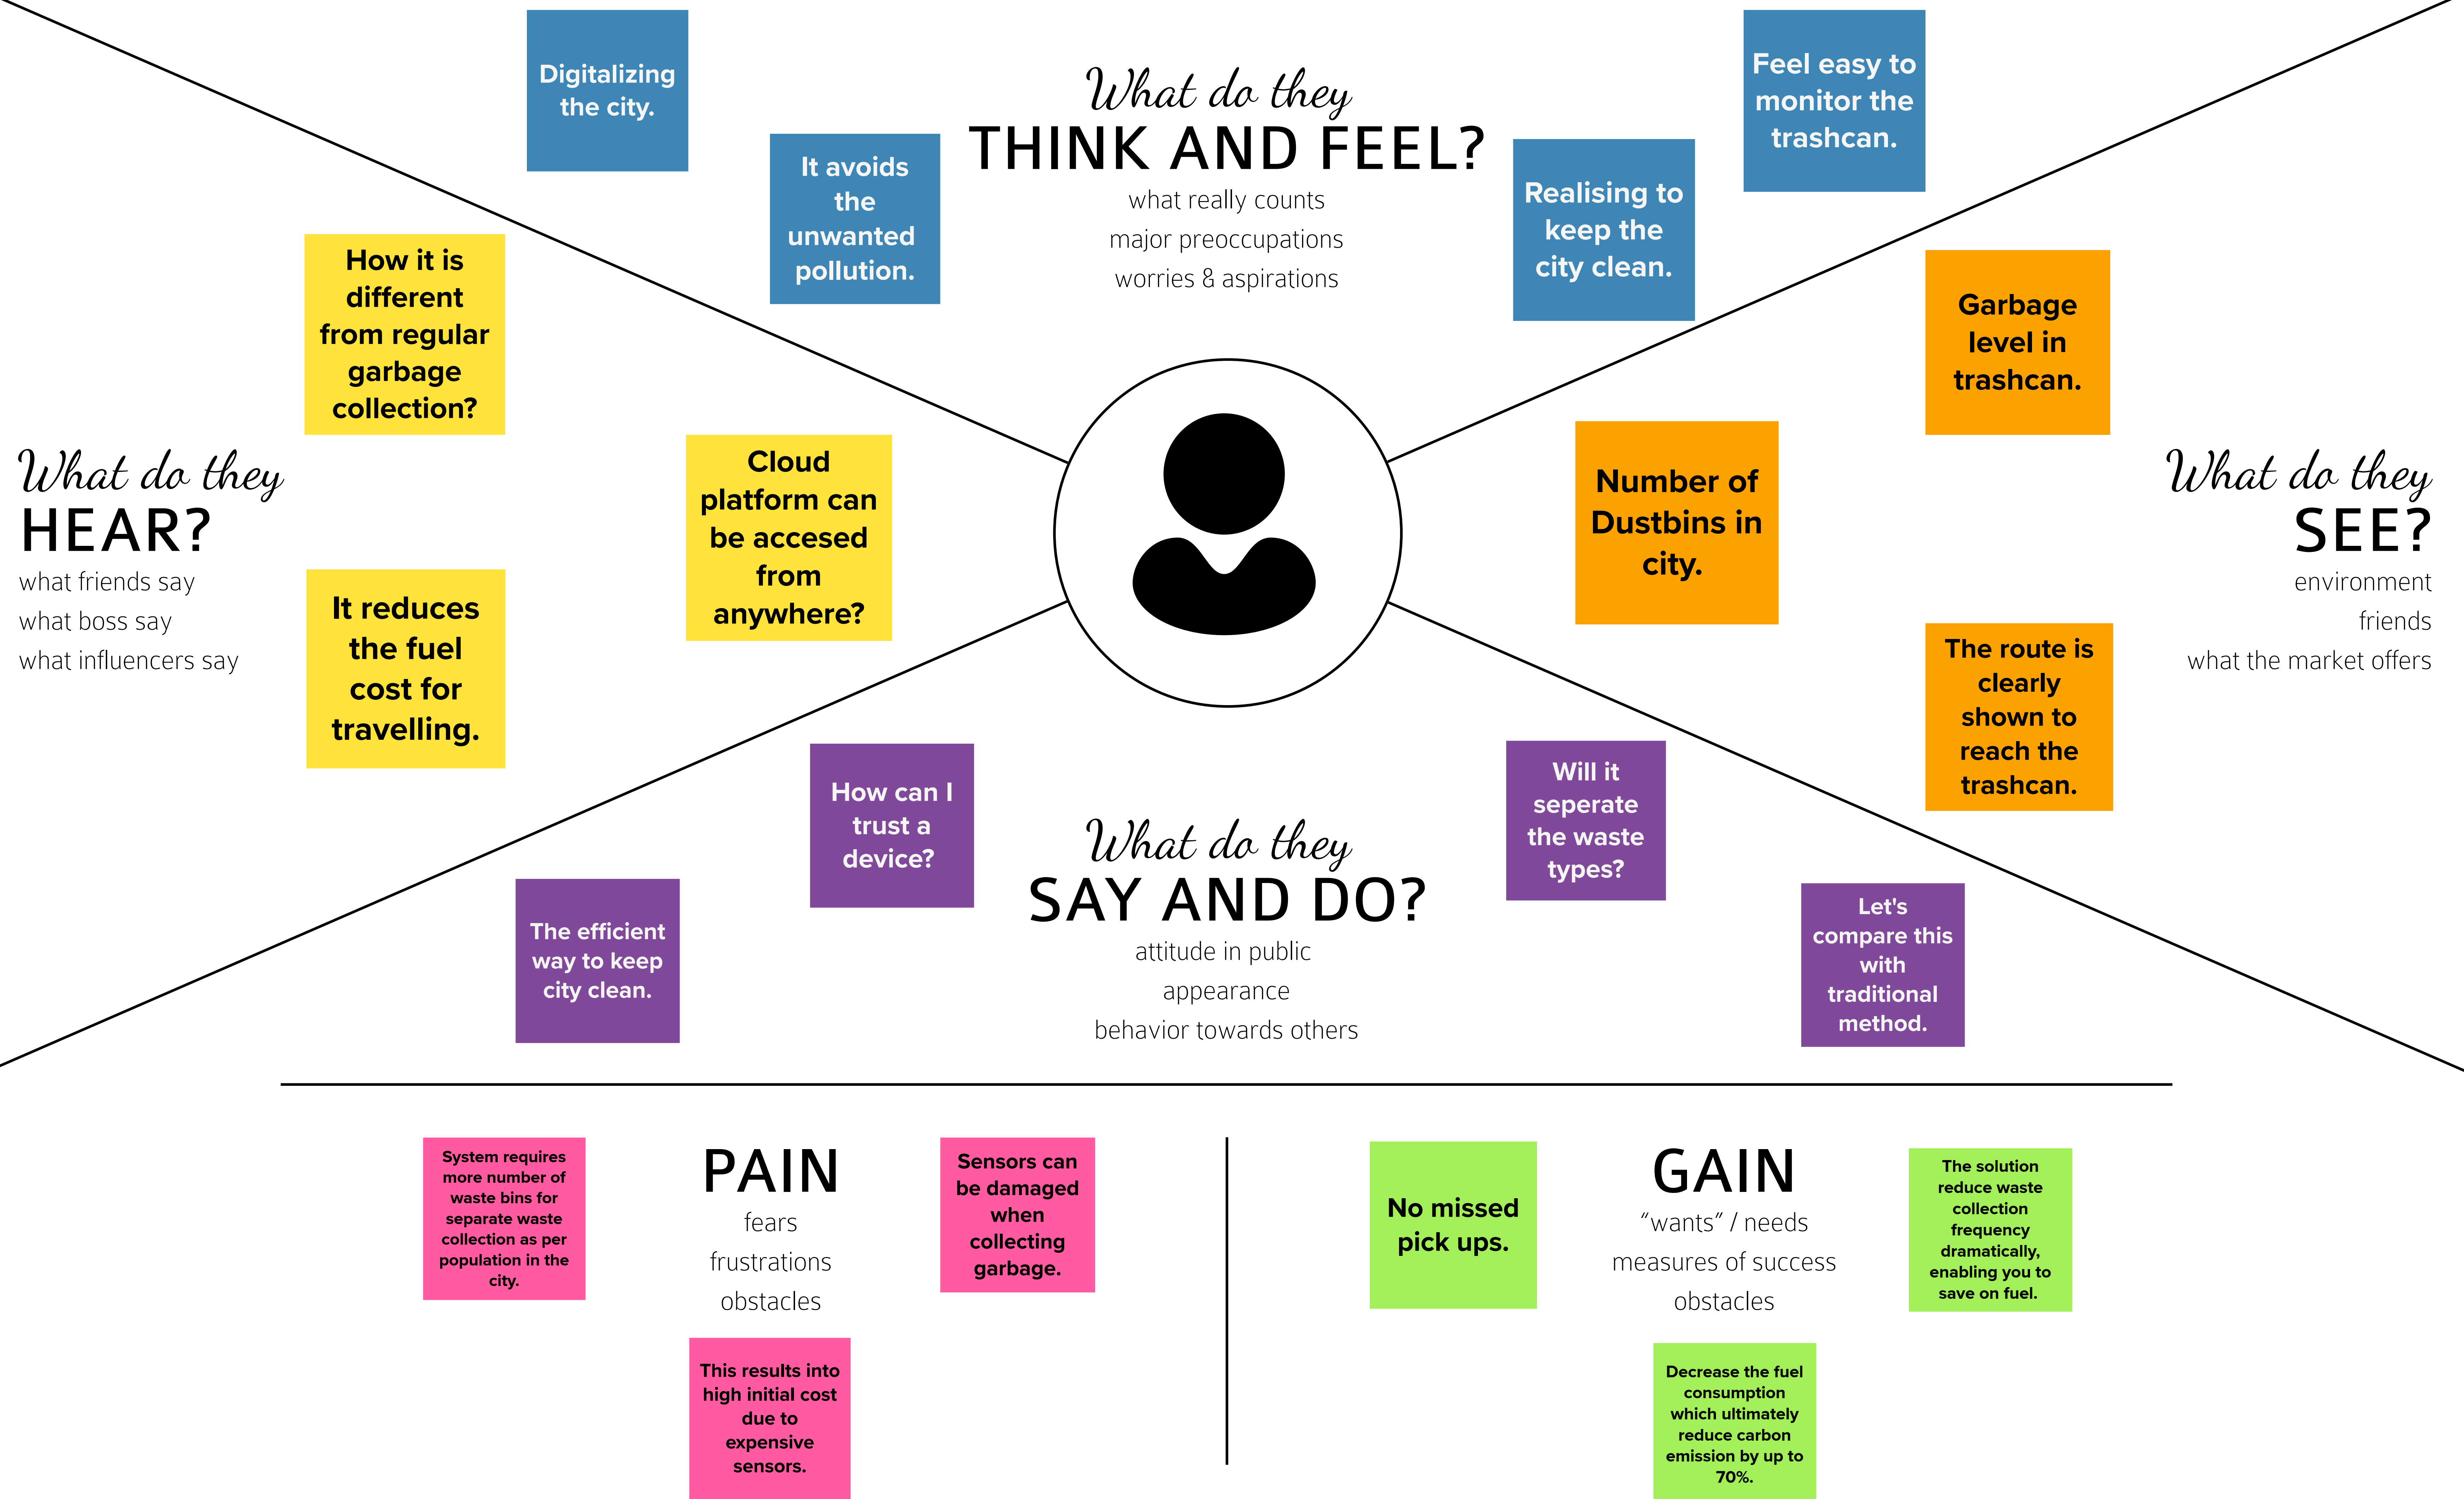 Digitalizing
the city.
It avoids
the
unwanted
pollution.
What do they
THINK AND FEEL?
what really counts
major preoccupations
worries & aspirations
Realising to
keep the
city clean.
Feel easy to
monitor the
trashcan.
How it is
different
from regular
garbage
collection?
What do they
HEAR?
what friends say
what boss say
what influencers say
Cloud
platform can
be accesed
from
anywhere?
It reduces
the fuel
cost for
travelling.
Garbage
level in
trashcan.
Number of
Dustbins in
city.
What do they
SEE?
environment
friends
what the market offers
The route is
clearly
shown to
reach the
trashcan.
How can I
trust a
device?
The efficient
way to keep
city clean.
What do they
SAY AND DO?
attitude in public
appearance
behavior towards others
Will it
seperate
the waste
types?
Let's
compare this
with
traditional
method.
System requires
more number of
waste bins for
separate waste
collection as per
population in the
city.
PAIN
fears
frustrations
obstacles
Sensors can
be damaged
when
collecting
garbage.
This results into
high initial cost
due to
expensive
sensors.
No missed
pick ups.
GAIN
“wants” / needs
measures of success
obstacles
The solution
reduce waste
collection
frequency
dramatically,
enabling you to
save on fuel.
Decrease the fuel
consumption
which ultimately
reduce carbon
emission by up to
70%.